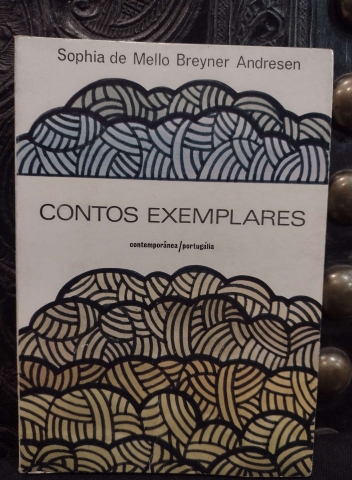 Sophia de Mello Breyner Andresen
CONTOS EXEMPLARES
contemporânea/portugália